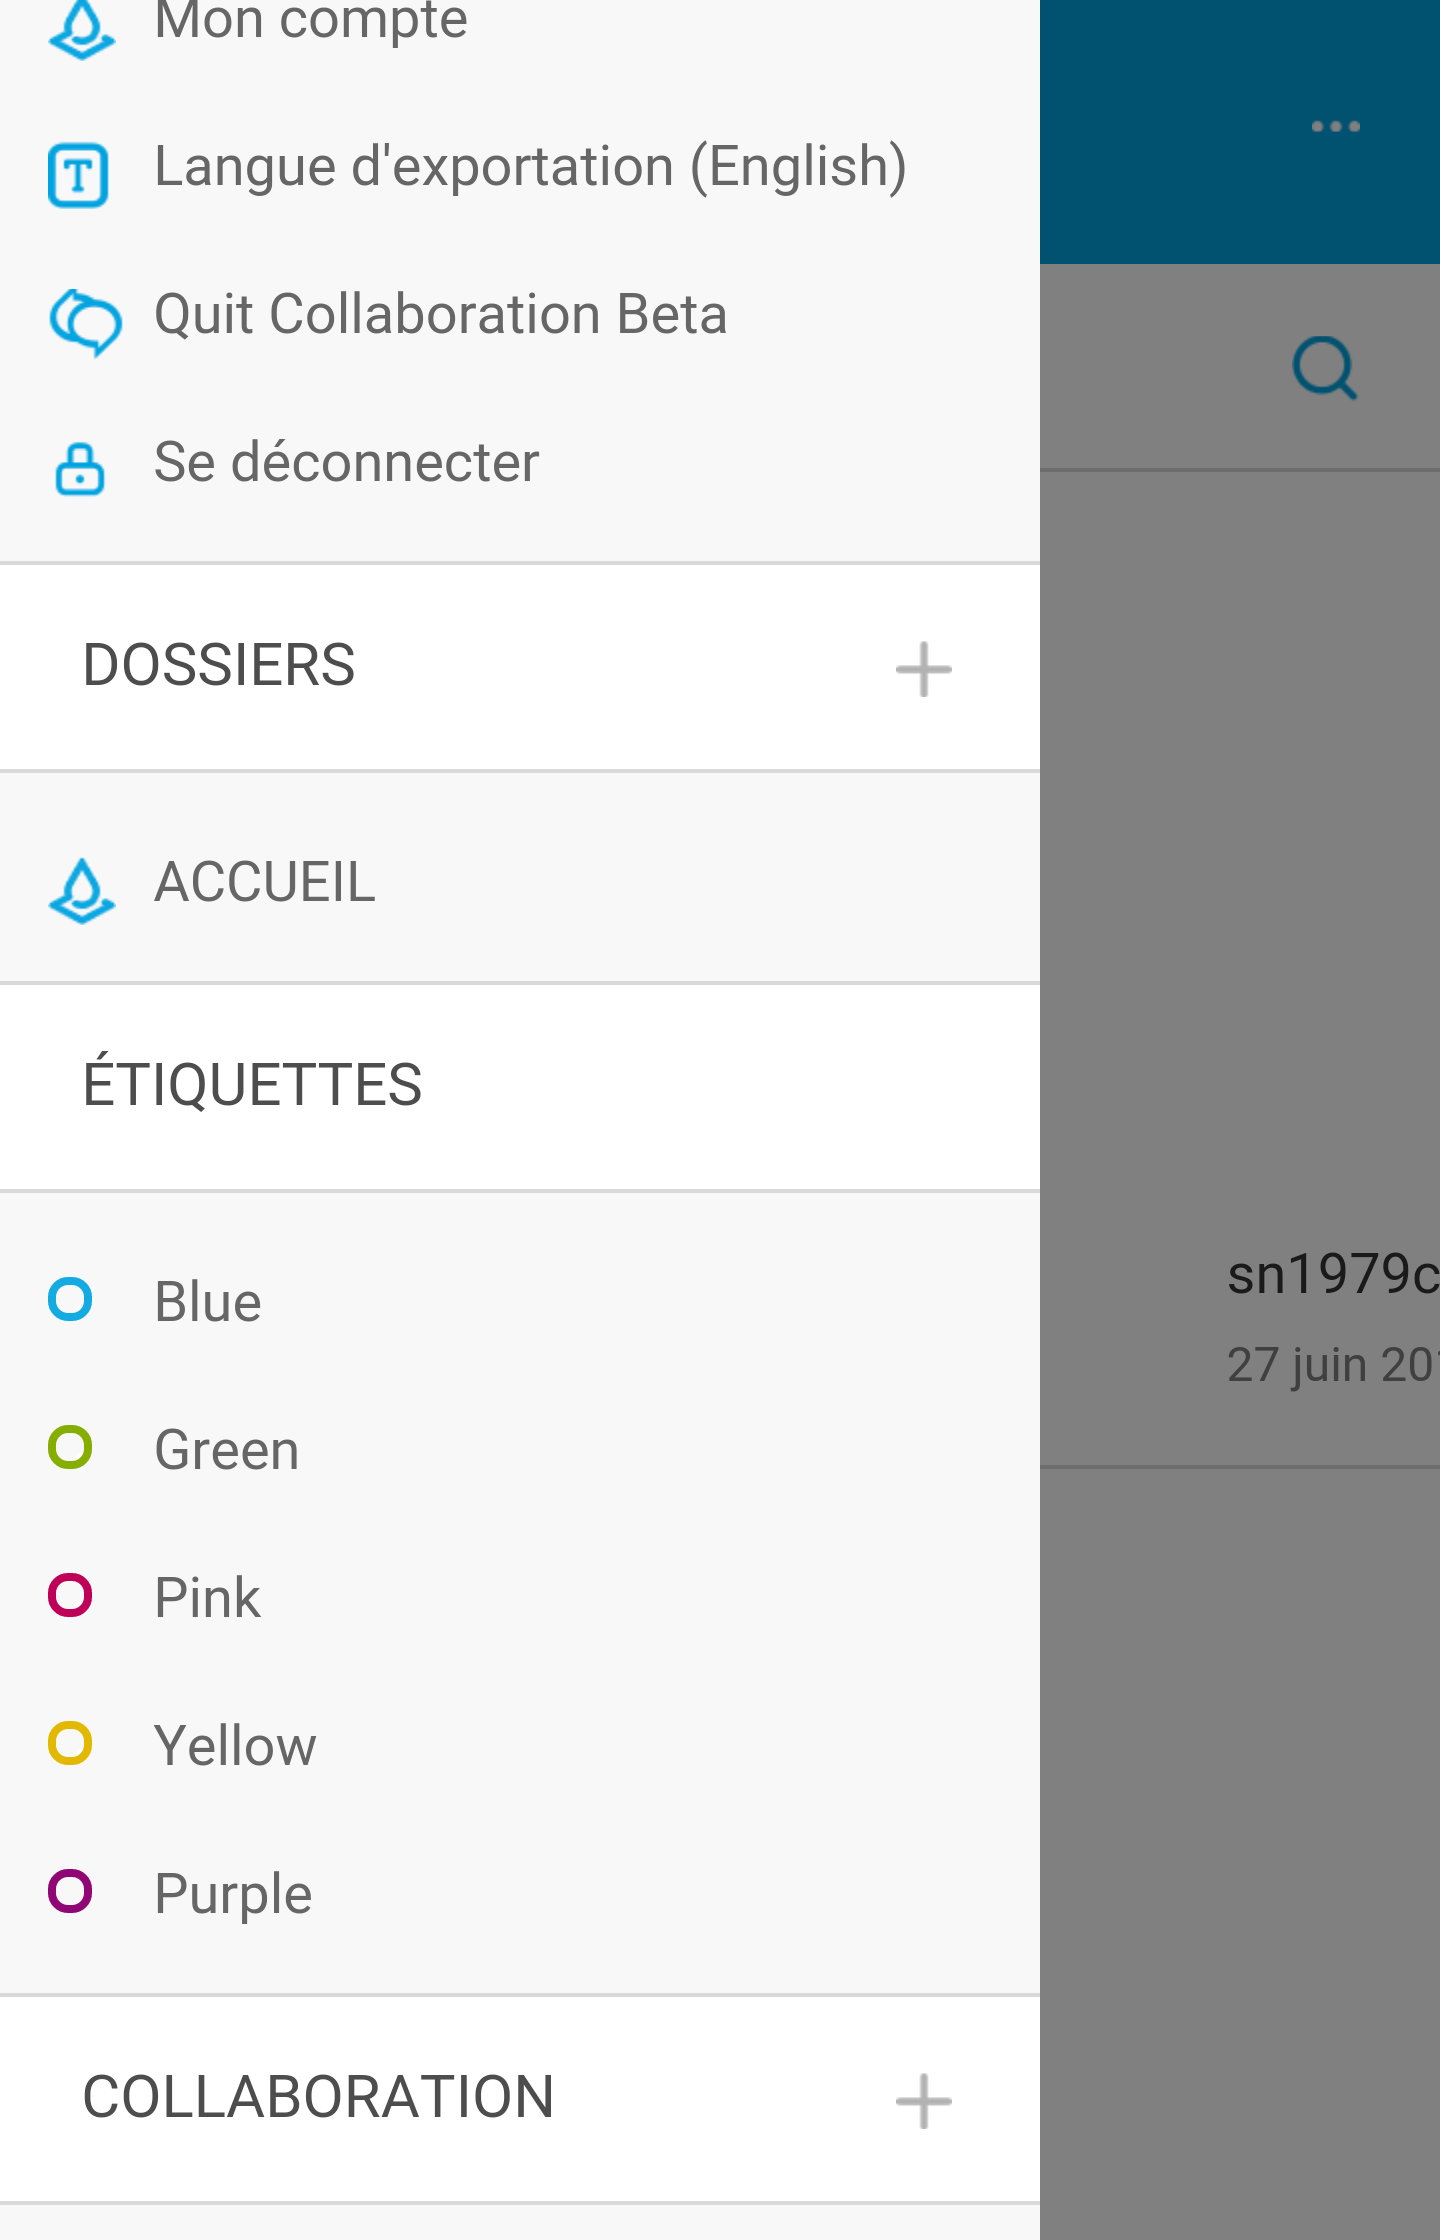 Mon compte
Langue d'exportation (English)
Quit Collaboration Beta
Se déconnecter
DOSSIERS
ACCUEIL
ÉTIQUETTES
Blue
Green
Pink
Yellow
Purple
COLLABORATION
sn1979c
27 juin